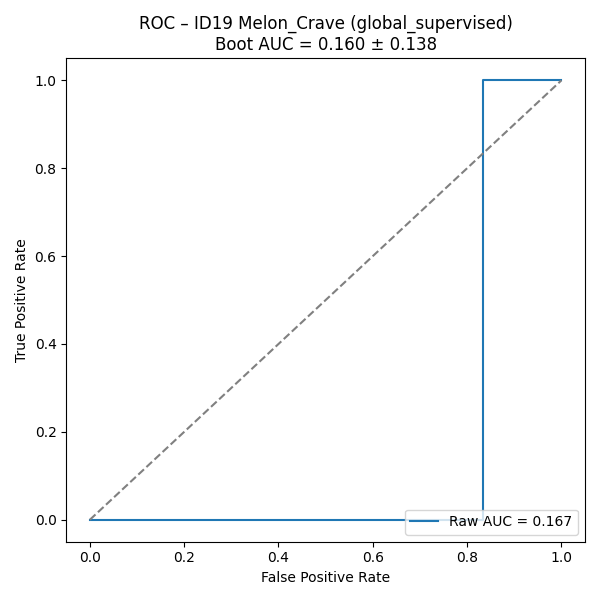 ROC – ID19 Melon_Crave (global_supervised)
Boot AUC = 0.160 ± 0.138
True Positive Rate
1.0
0.8
0.6
0.4
0.2
0.0
Raw AUC = 0.167
0.0 0.2 0.4 0.6 0.8 1.0
False Positive Rate